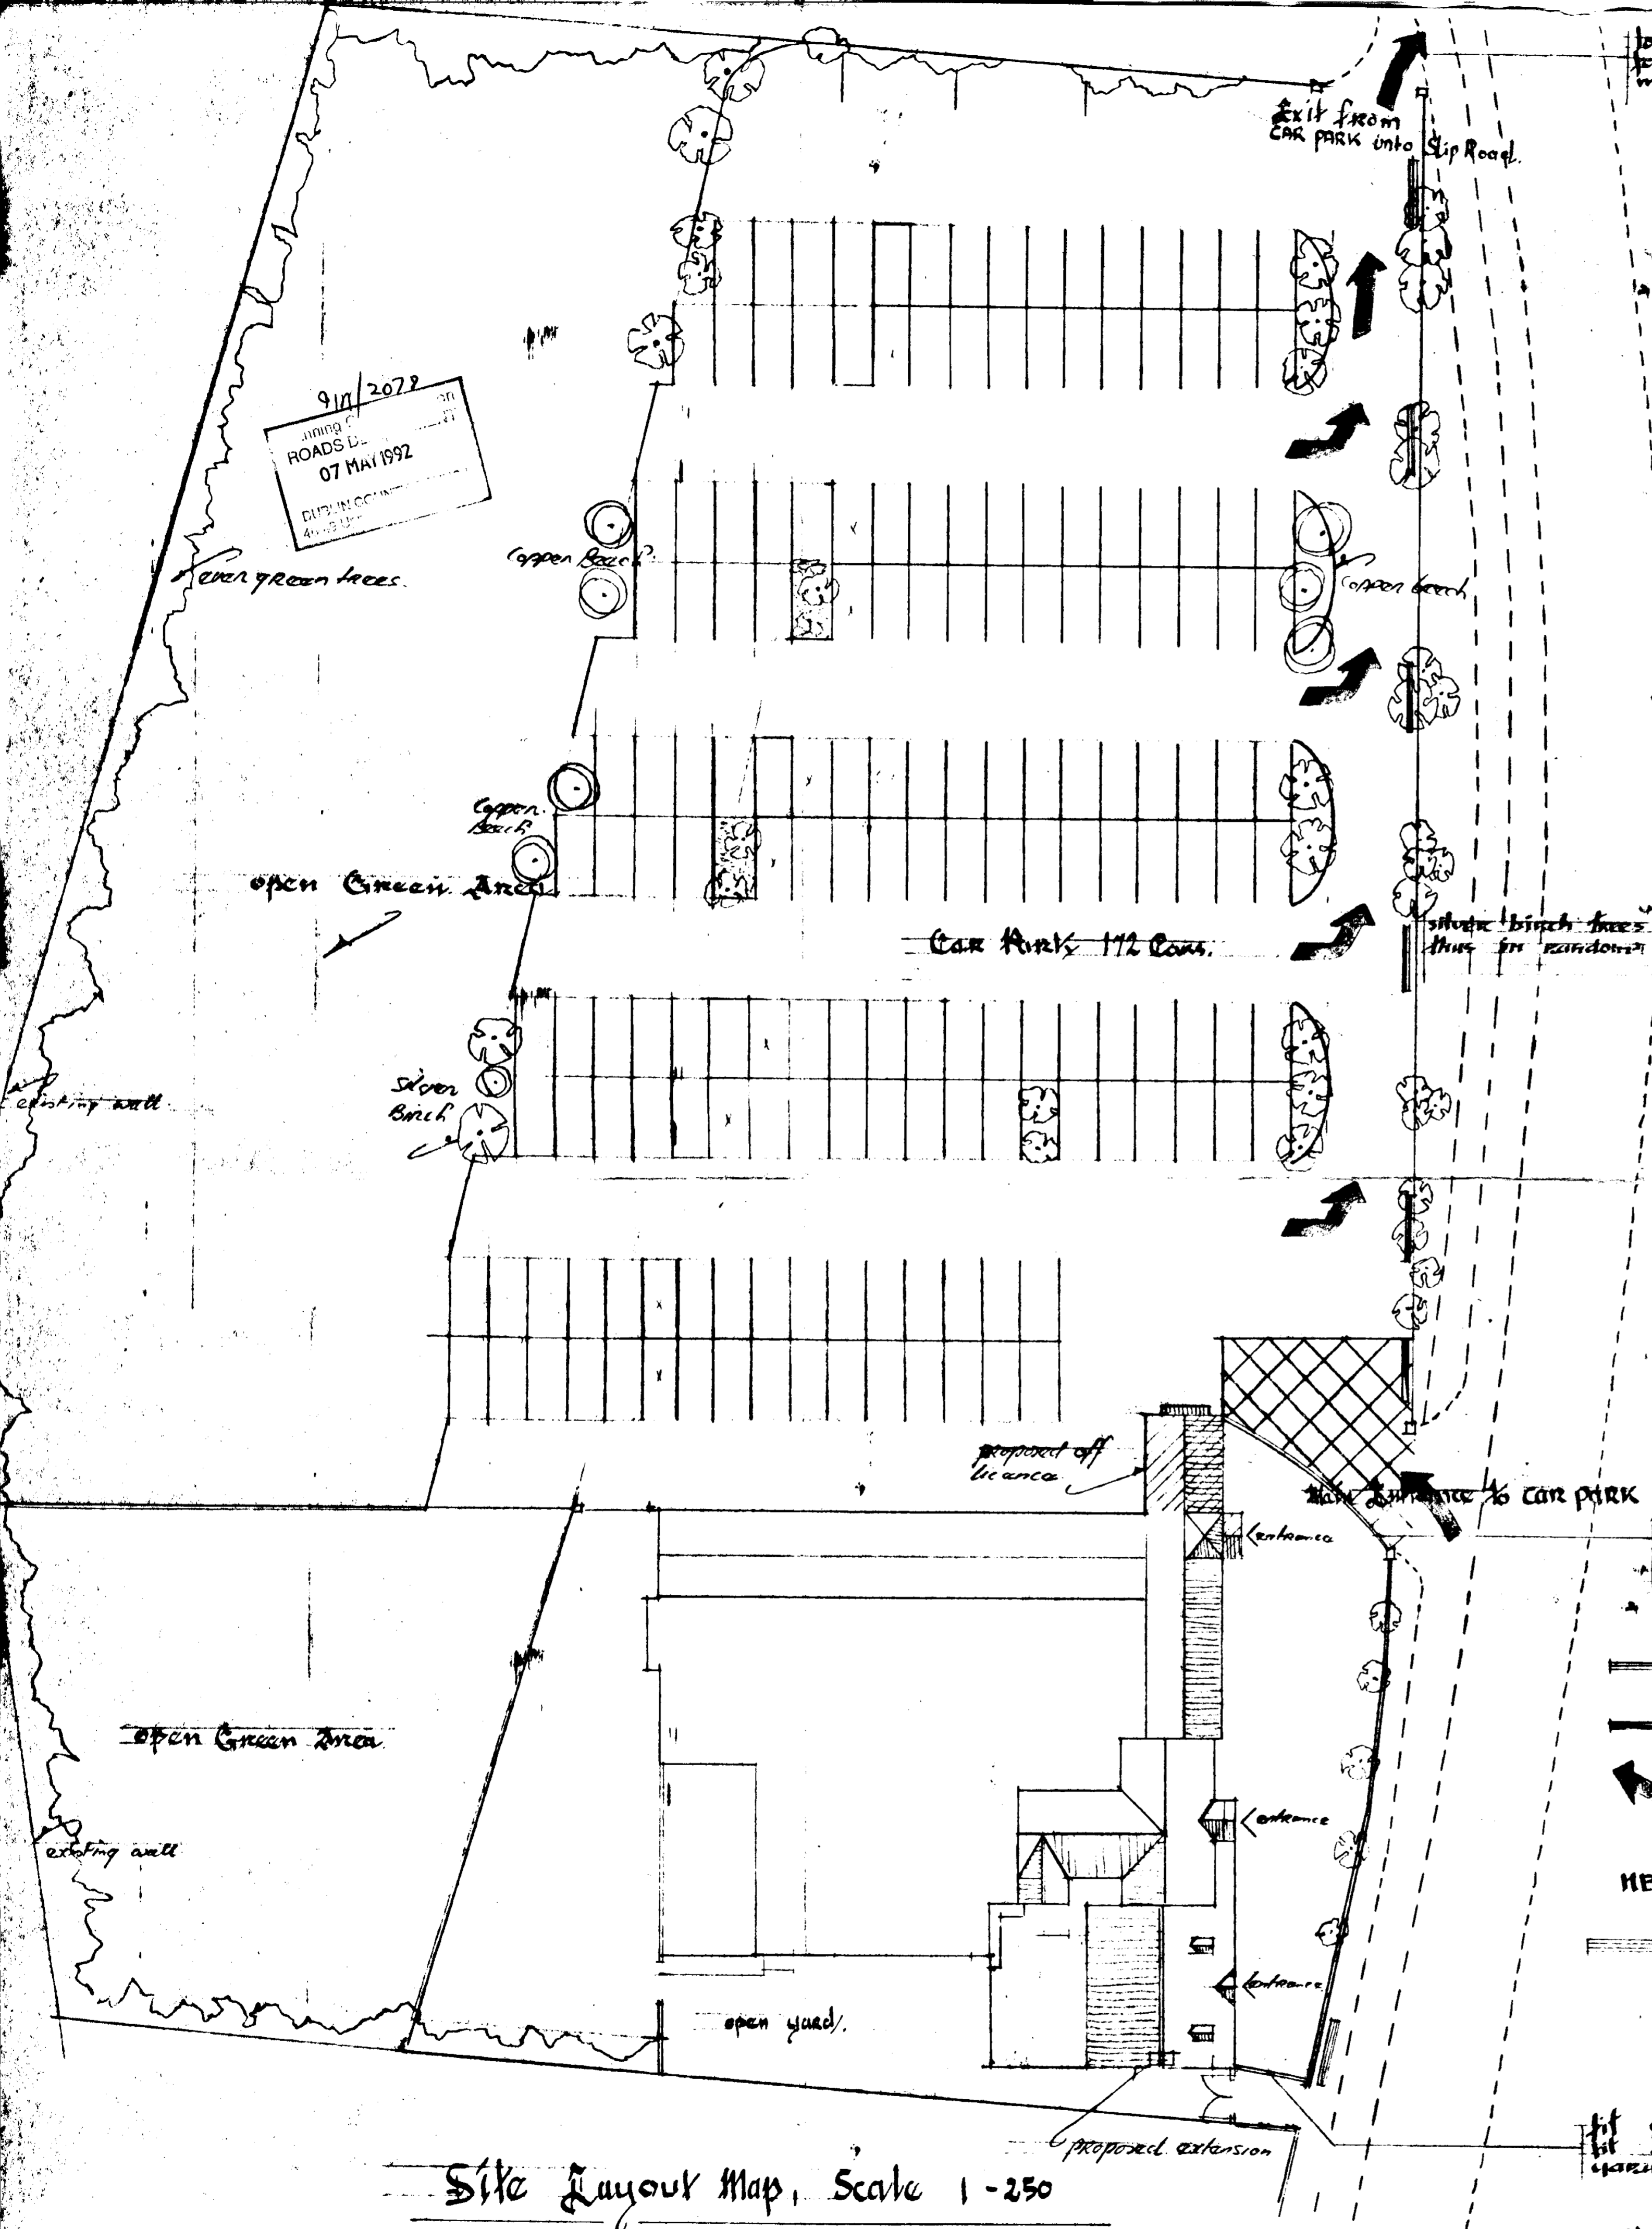 Exit from
CAR PARK into Slip Road.
ROADS
07 MAY 1992
DUBLIN
evergreen trees.
Copper Beech
Copper beech
Copper
Beech
open Green Area
Car Park 172 Cars.
silver birch trees
thus in random
existing wall
Silver
Birch
proposed off
licence
Main Entrance to CAR PARK
entrance
open Green Area
existing wall
entrance
entrance
open yard.
proposed extension
Site Layout Map, Scale 1-250